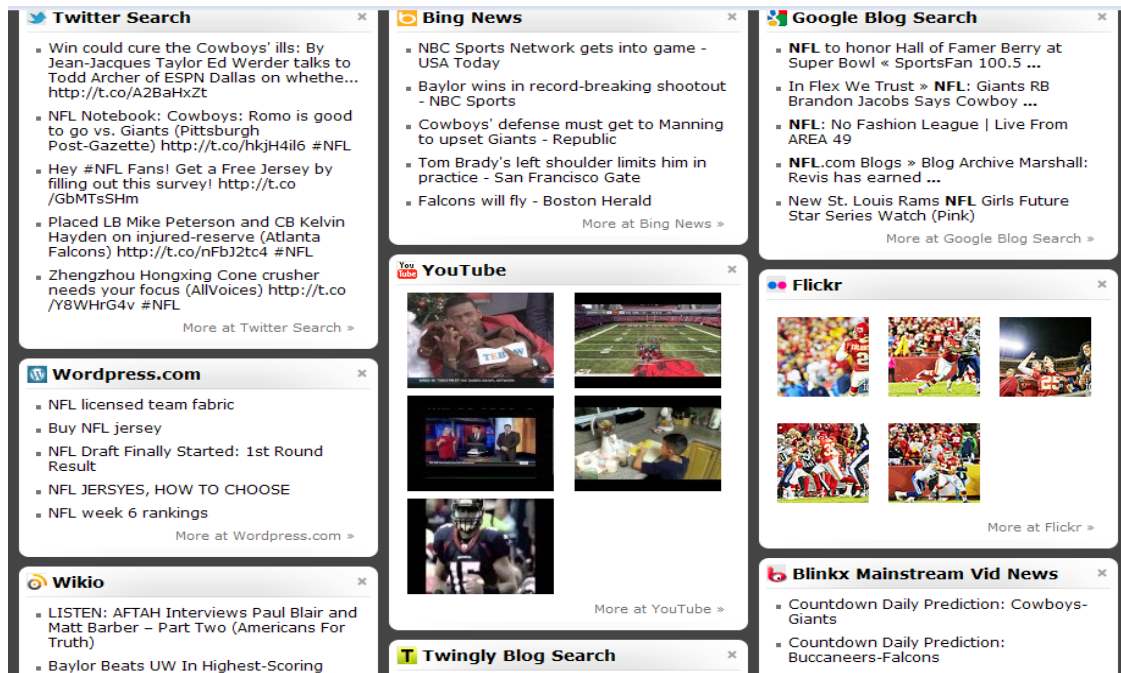 Twitter Search
Win could cure the Cowboys' ills: By
Jean-Jacques Taylor Ed Werder talks to
Todd Archer of ESPN Dallas on whethe...
http://t.co/A2BaHxZt
NFL Notebook: Cowboys: Romo is good
to go vs. Giants (Pittsburgh
Post-Gazette) http://t.co/hkjH4il6 #NFL
Hey #NFL Fans! Get a Free Jersey by
filling out this survey! http://t.co
/GbMTsSHm
Placed LB Mike Peterson and CB Kelvin
Hayden on injured-reserve (Atlanta
Falcons) http://t.co/nFbJ2tc4 #NFL
Zhengzhou Hongxing Cone crusher
needs your focus (AllVoices) http://t.co
/Y8WHrG4v #NFL
More at Twitter Search »
Wordpress.com
NFL licensed team fabric
Buy NFL jersey
NFL Draft Finally Started: 1st Round
Result
NFL JERSYES, HOW TO CHOOSE
NFL week 6 rankings
More at Wordpress.com »
Wikio
LISTEN: AFTAH Interviews Paul Blair and
Matt Barber – Part Two (Americans For
Truth)
Baylor Beats UW In Highest-Scoring
Bing News
NBC Sports Network gets into game -
USA Today
Baylor wins in record-breaking shootout
- NBC Sports
Cowboys' defense must get to Manning
to upset Giants - Republic
Tom Brady's left shoulder limits him in
practice - San Francisco Gate
Falcons will fly - Boston Herald
More at Bing News »
You
Tube
YouTube
TEBOW
15
More at YouTube »
T
Twingly Blog Search
Google Blog Search
NFL to honor Hall of Famer Berry at
Super Bowl « SportsFan 100.5 ...
In Flex We Trust » NFL: Giants RB
Brandon Jacobs Says Cowboy ...
NFL: No Fashion League | Live From
AREA 49
NFL.com Blogs » Blog Archive Marshall:
Revis has earned ...
New St. Louis Rams NFL Girls Future
Star Series Watch (Pink)
More at Google Blog Search »
Flickr
25
More at Flickr »
Blinkx Mainstream Vid News
Countdown Daily Prediction: Cowboys-
Giants
Countdown Daily Prediction:
Buccaneers-Falcons